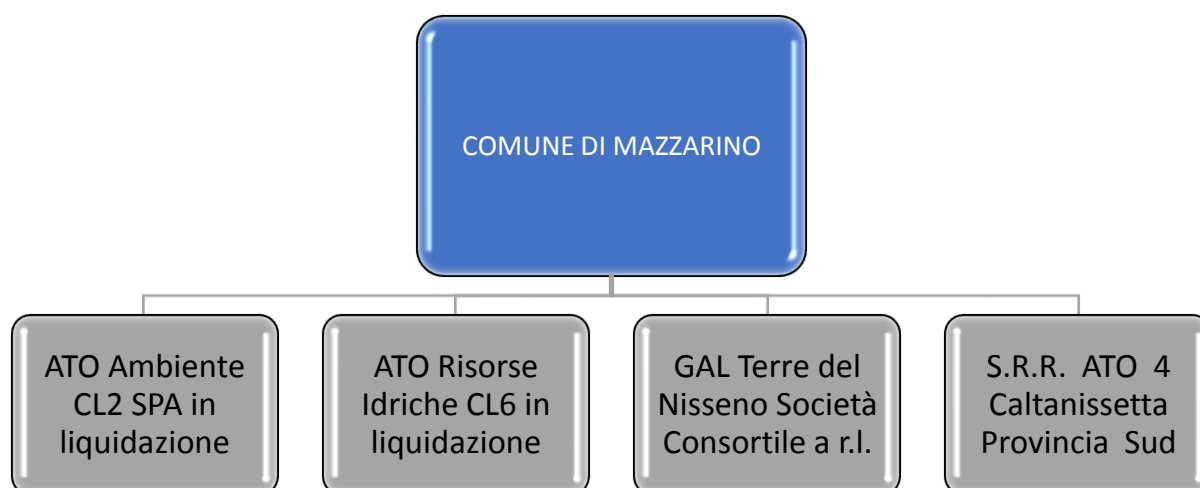 COMUNE DI MAZZARINO
ATO Ambiente
CL2 SPA in
liquidazione
ATO Risorse
Idriche CL6 in
liquidazione
GAL Terre del
Nisseno Società
Consortile a r.l.
S.R.R. ATO 4
Caltanissetta
Provincia Sud